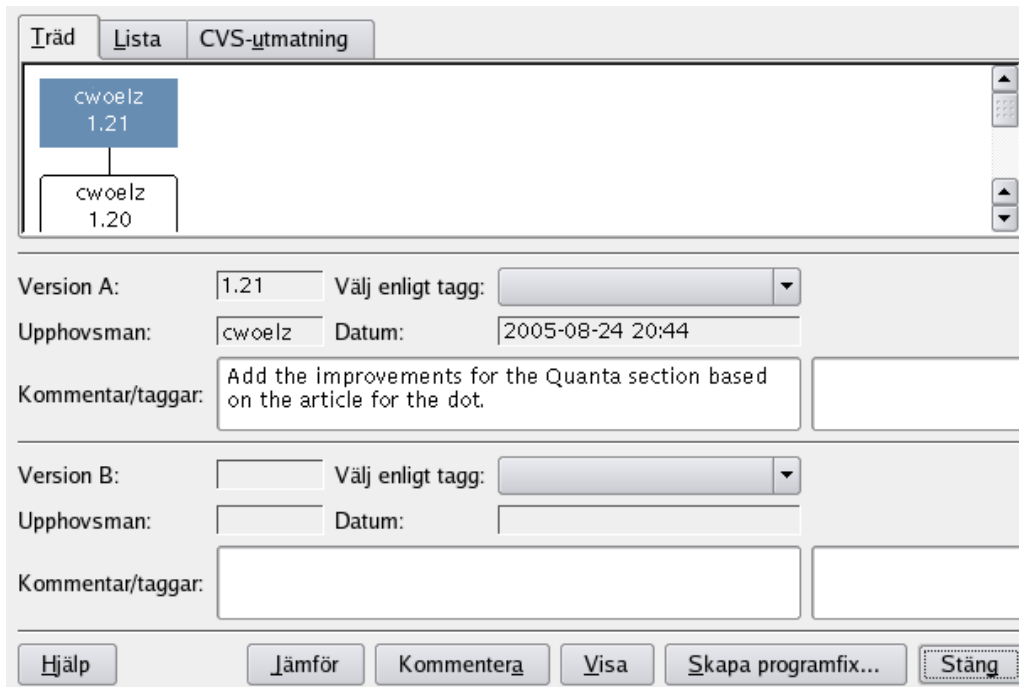 Träd Lista CVS-utmatning
cwoelz
1.21
cwoelz
1.20
Version A: 1.21 Välj enligt tagg:
Upphovsman: cwoelz Datum: 2005-08-24 20:44
Kommentar/taggar: Add the improvements for the Quanta section based
on the article for the dot.
Version B: Välj enligt tagg:
Upphovsman: Datum:
Kommentar/taggar:
Hjälp Jämför Kommentera Visa Skapa programfix... Stäng